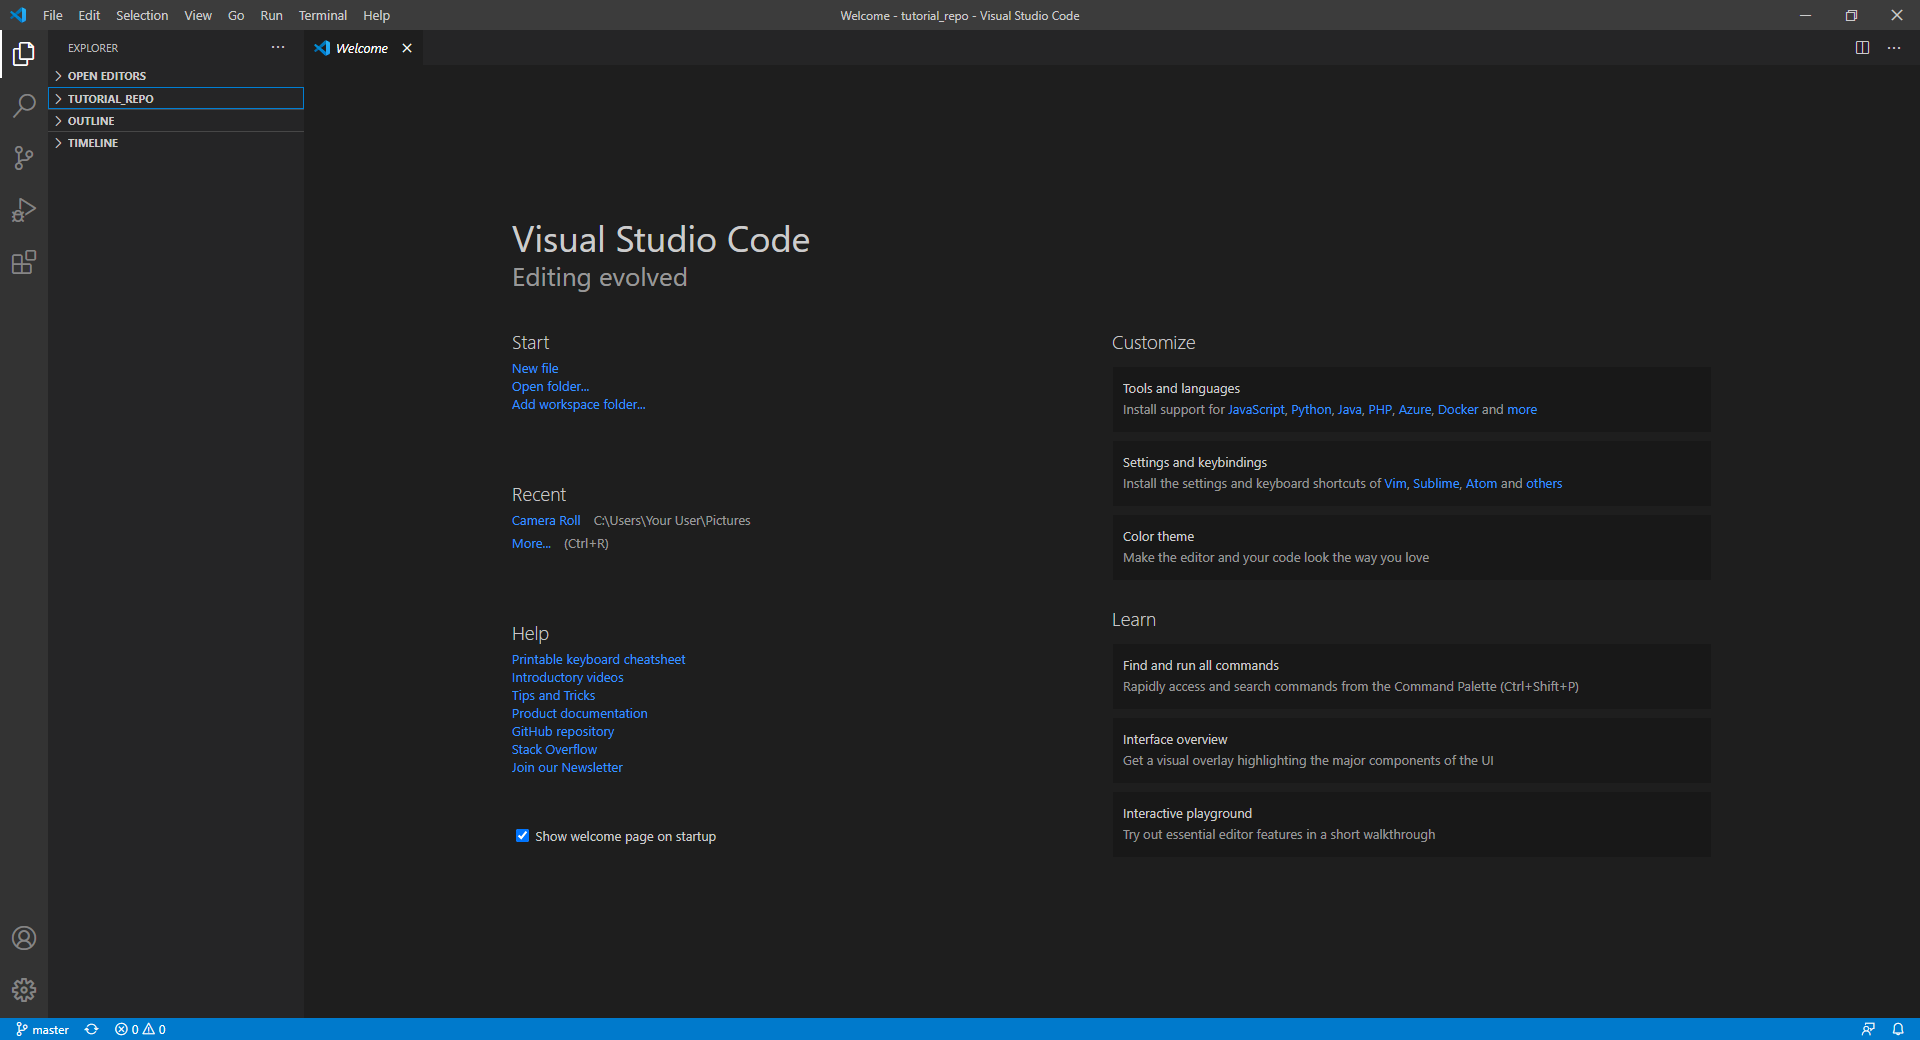 File Edit Selection View Go Run Terminal Help
Welcome - tutorial_repo - Visual Studio Code
EXPLORER
OPEN EDITORS
TUTORIAL_REPO
OUTLINE
TIMELINE
Welcome
Visual Studio Code
Editing evolved
Start
New file
Open folder...
Add workspace folder...
Recent
Camera Roll C:\Users\Your User\Pictures
More... (Ctrl+R)
Help
Printable keyboard cheatsheet
Introductory videos
Tips and Tricks
Product documentation
GitHub repository
Stack Overflow
Join our Newsletter
Show welcome page on startup
Customize
Tools and languages
Install support for JavaScript, Python, Java, PHP, Azure, Docker and more
Settings and keybindings
Install the settings and keyboard shortcuts of Vim, Sublime, Atom and others
Color theme
Make the editor and your code look the way you love
Learn
Find and run all commands
Rapidly access and search commands from the Command Palette (Ctrl+Shift+P)
Interface overview
Get a visual overlay highlighting the major components of the UI
Interactive playground
Try out essential editor features in a short walkthrough
master 0 0